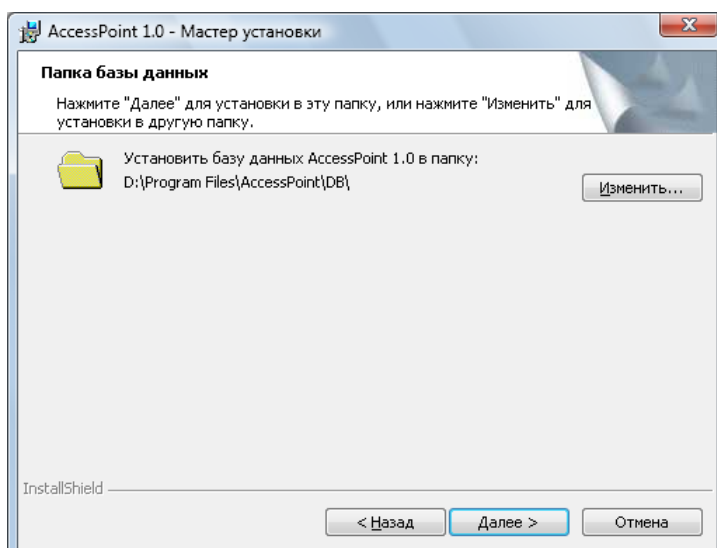 AccessPoint 1.0 - Мастер установки
Папка базы данных
Нажмите "Далее" для установки в эту папку, или нажмите "Изменить" для
установки в другую папку.
Установить базу данных AccessPoint 1.0 в папку:
D:\Program Files\AccessPoint\DB\
Изменить...
InstallShield
< Назад
Далее >
Отмена